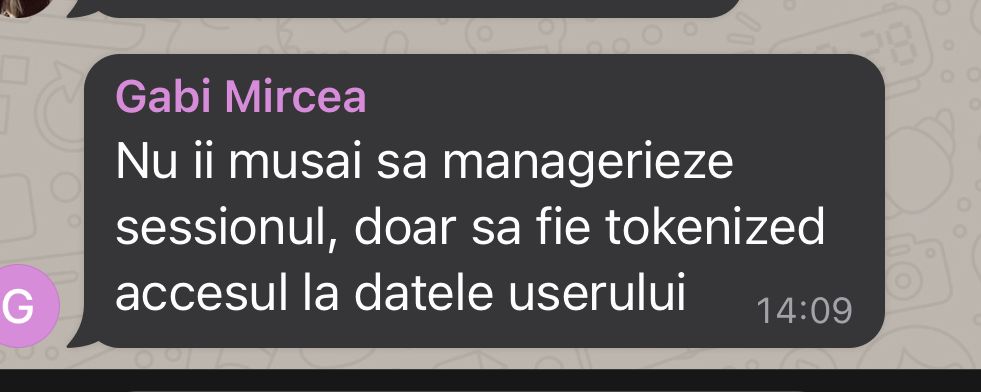 Gabi Mircea
Nu ii musai sa managerieze
sessionul, doar sa fie tokenized
accesul la datele userului
14:09
G